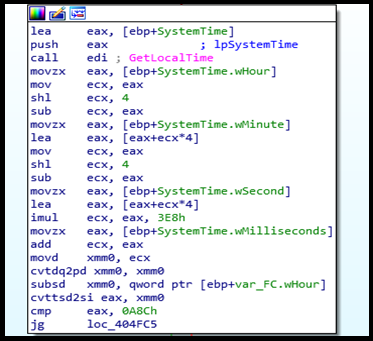 lea eax, [ebp+SystemTime]
push eax ; lpSystemTime
call edi ; GetLocalTime
movzx eax, [ebp+SystemTime.wHour]
mov ecx, eax
shl ecx, 4
sub ecx, eax
movzx eax, [ebp+SystemTime.wMinute]
lea eax, [eax+ecx*4]
mov ecx, eax
shl ecx, 4
sub ecx, eax
movzx eax, [ebp+SystemTime.wSecond]
lea eax, [eax+ecx*4]
imul ecx, eax, 3E8h
movzx eax, [ebp+SystemTime.wMilliseconds]
add ecx, eax
movd xmm0, ecx
cvtdq2pd xmm0, xmm0
subsd xmm0, qword ptr [ebp+var_FC.wHour]
cvttsd2si eax, xmm0
cmp eax, 0A8Ch
jg loc_404FC5